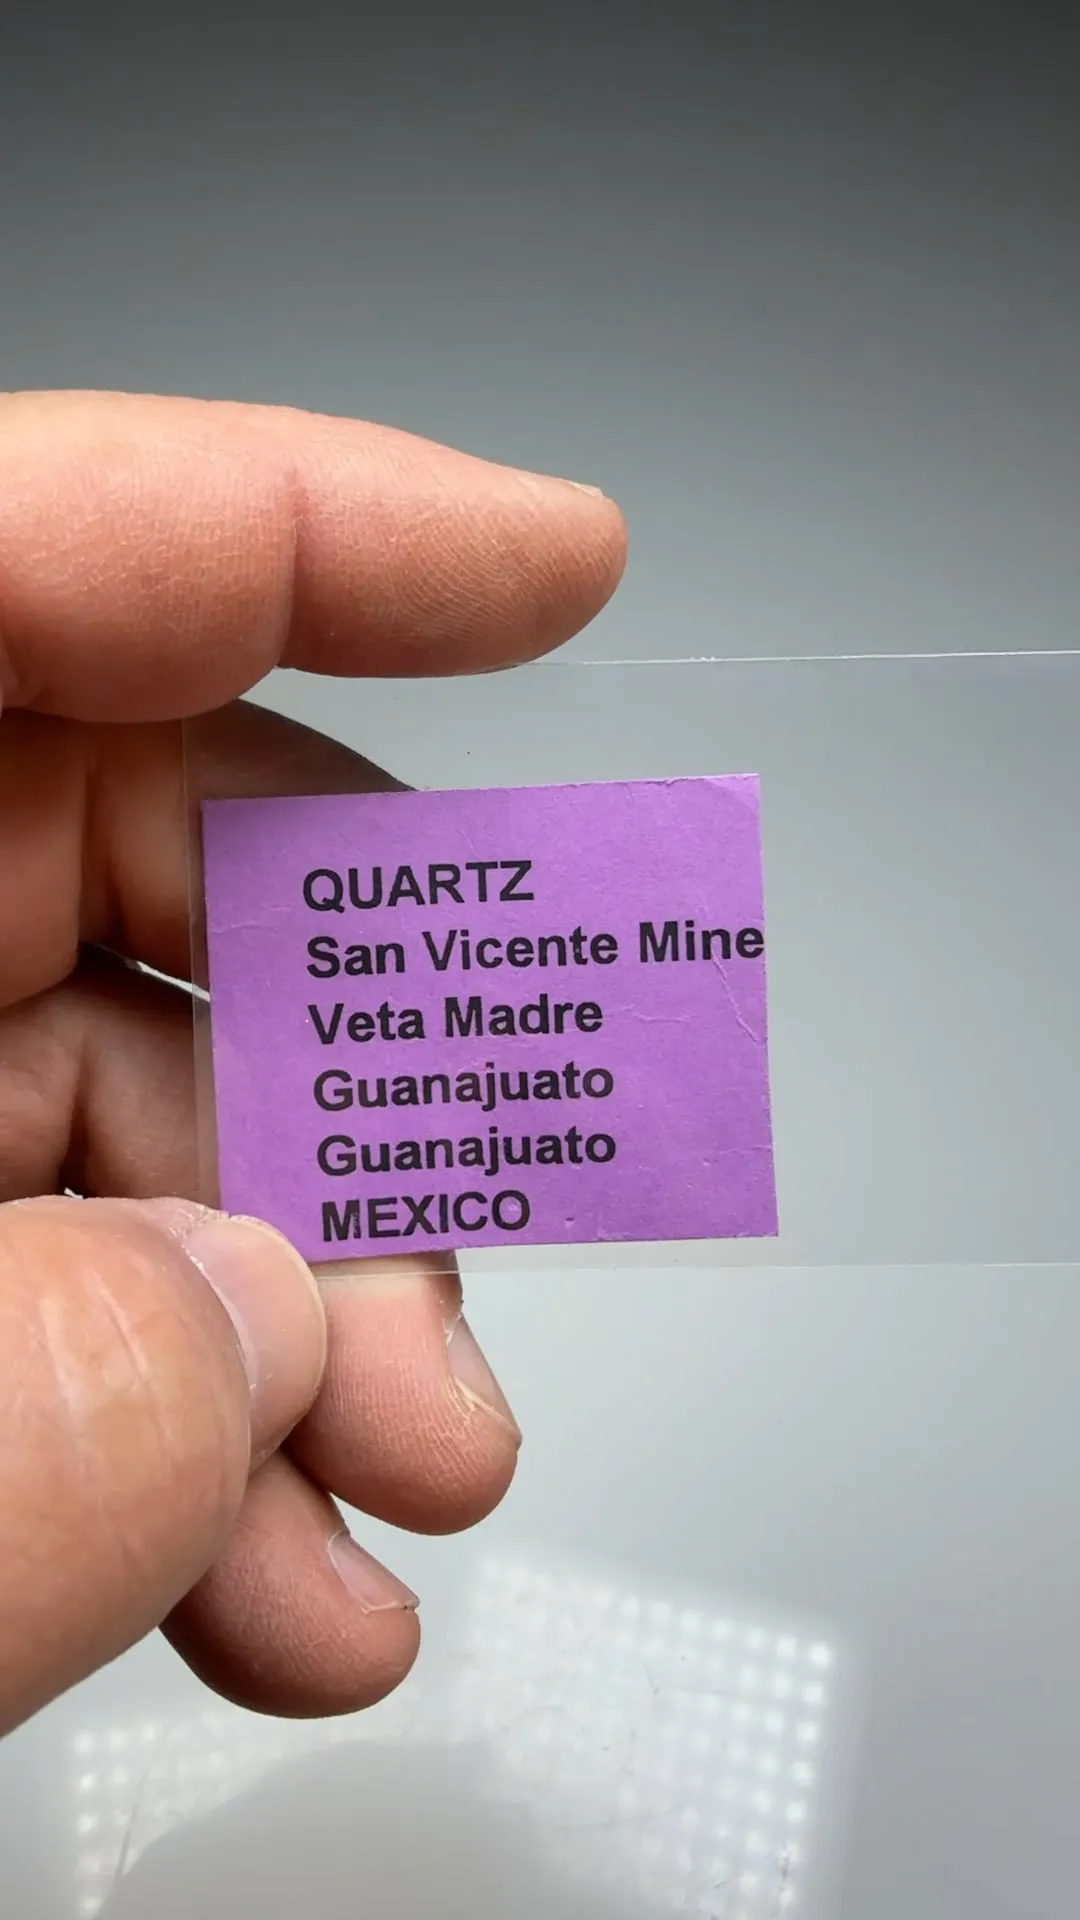 QUARTZ
San Vicente Mine
Veta Madre
Guanajuato
Guanajuato
MEXICO